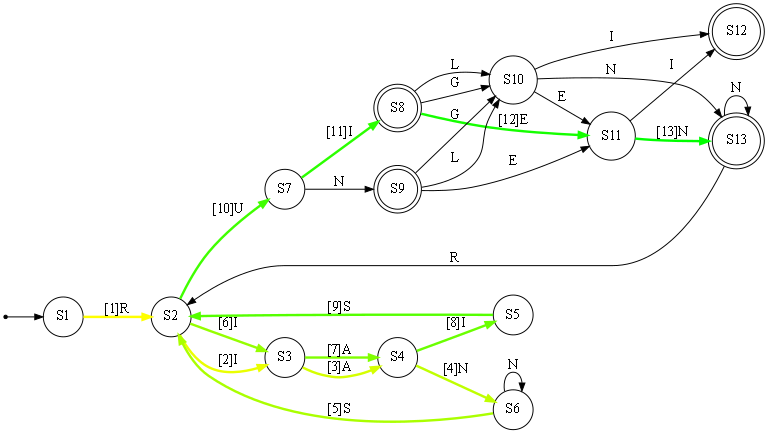 I
S12
L
S10
I
G
N
N
S8
E
[12]E
[11]I
G
S11
[13]N
S13
L
E
S7
N
S9
[10]U
R
[9]S
S5
S1
[1]R
S2
[6]I
[8]I
[7]A
S3
S4
[2]I
[3]A
[4]N
N
[5]S
S6